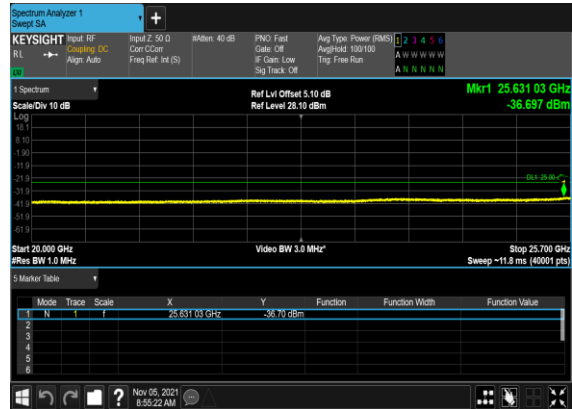 Spectrum Analyzer 1
Swept SA
+
KEYSIGHT Input: RF Input Z: 50 Ω #Atten: 40 dB PNO: Fast Avg Type: Power (RMS) 1 2 3 4 5 6
RL Coupling: DC Corr CCorr Gate: Off Avg|Hold: 100/100 A W W W W W
Align: Auto Freq Ref: Int (S) IF Gain: Low Trig: Free Run
Sig Track: Off A N N N N N
1 Spectrum Ref Lvl Offset 5.10 dB Mkr1 25.631 03 GHz
Scale/Div 10 dB Ref Level 28.10 dBm -36.697 dBm
Log
18.1
8.10
-1.90
-11.9
-21.9 DL1 -25.00
-31.9
-41.9
-51.9
-61.9
Start 20.000 GHz Video BW 3.0 MHz* Stop 25.700 GHz
#Res BW 1.0 MHz Sweep ~11.8 ms (40001 pts)
5 Marker Table
Mode Trace Scale X Y Function Function Width Function Value
1 N 1 f 25.631 03 GHz -36.70 dBm
2
3
4
5
6
? Nov 05, 2021
8:55:22 AM